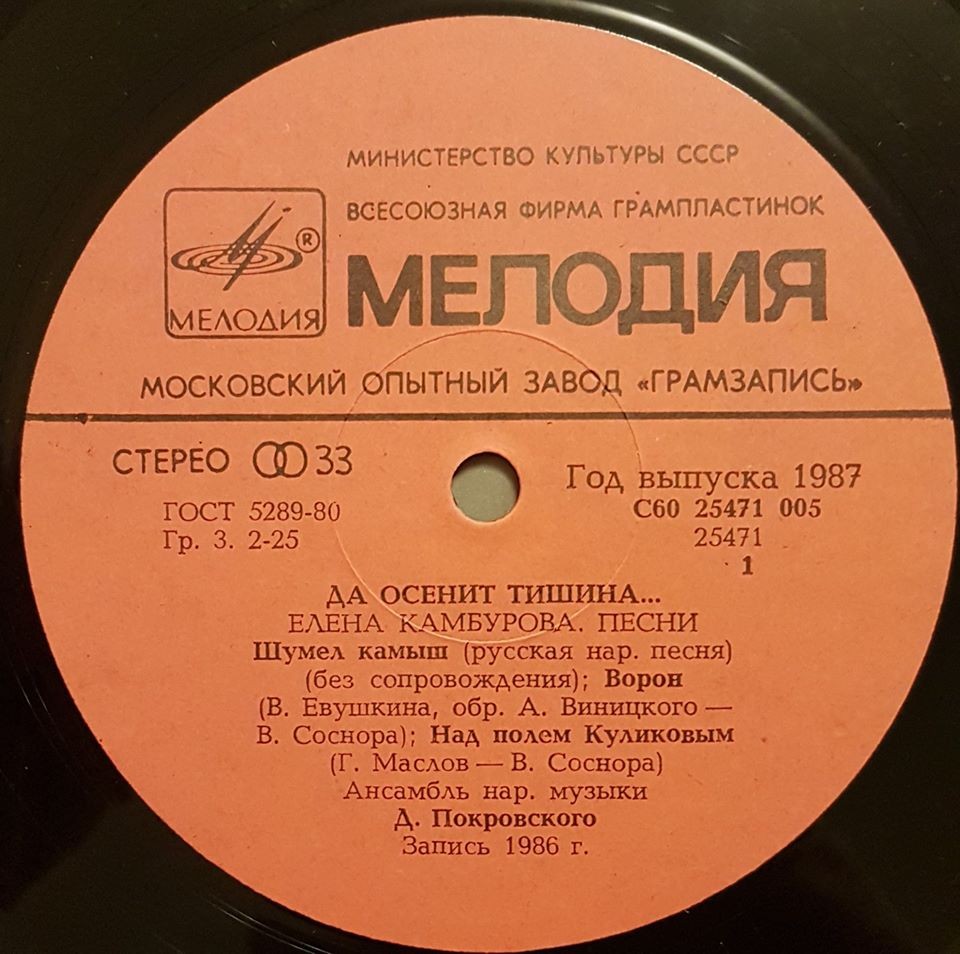 МИНИСТЕРСТВО КУЛЬТУРЫ СССР
ВСЕСОЮЗНАЯ ФИРМА ГРАМПЛАСТИНОК
®
МЕЛОДИЯ
МЕЛОДИЯ
МОСКОВСКИЙ ОПЫТНЫЙ ЗАВОД «ГРАМЗАПИСЬ»
СТЕРЕО 33
ГОСТ 5289-80
Гр. 3. 2-25
Год выпуска 1987
С60 25471 005
25471
1
ДА ОСЕНИТ ТИШИНА...
ЕЛЕНА КАМБУРОВА. ПЕСНИ
Шумел камыш (русская нар. песня)
(без сопровождения); Ворон
(В. Евушкина, обр. А. Виницкого —
В. Соснора); Над полем Куликовым
(Г. Маслов — В. Соснора)
Ансамбль нар. музыки
Д. Покровского
Запись 1986 г.